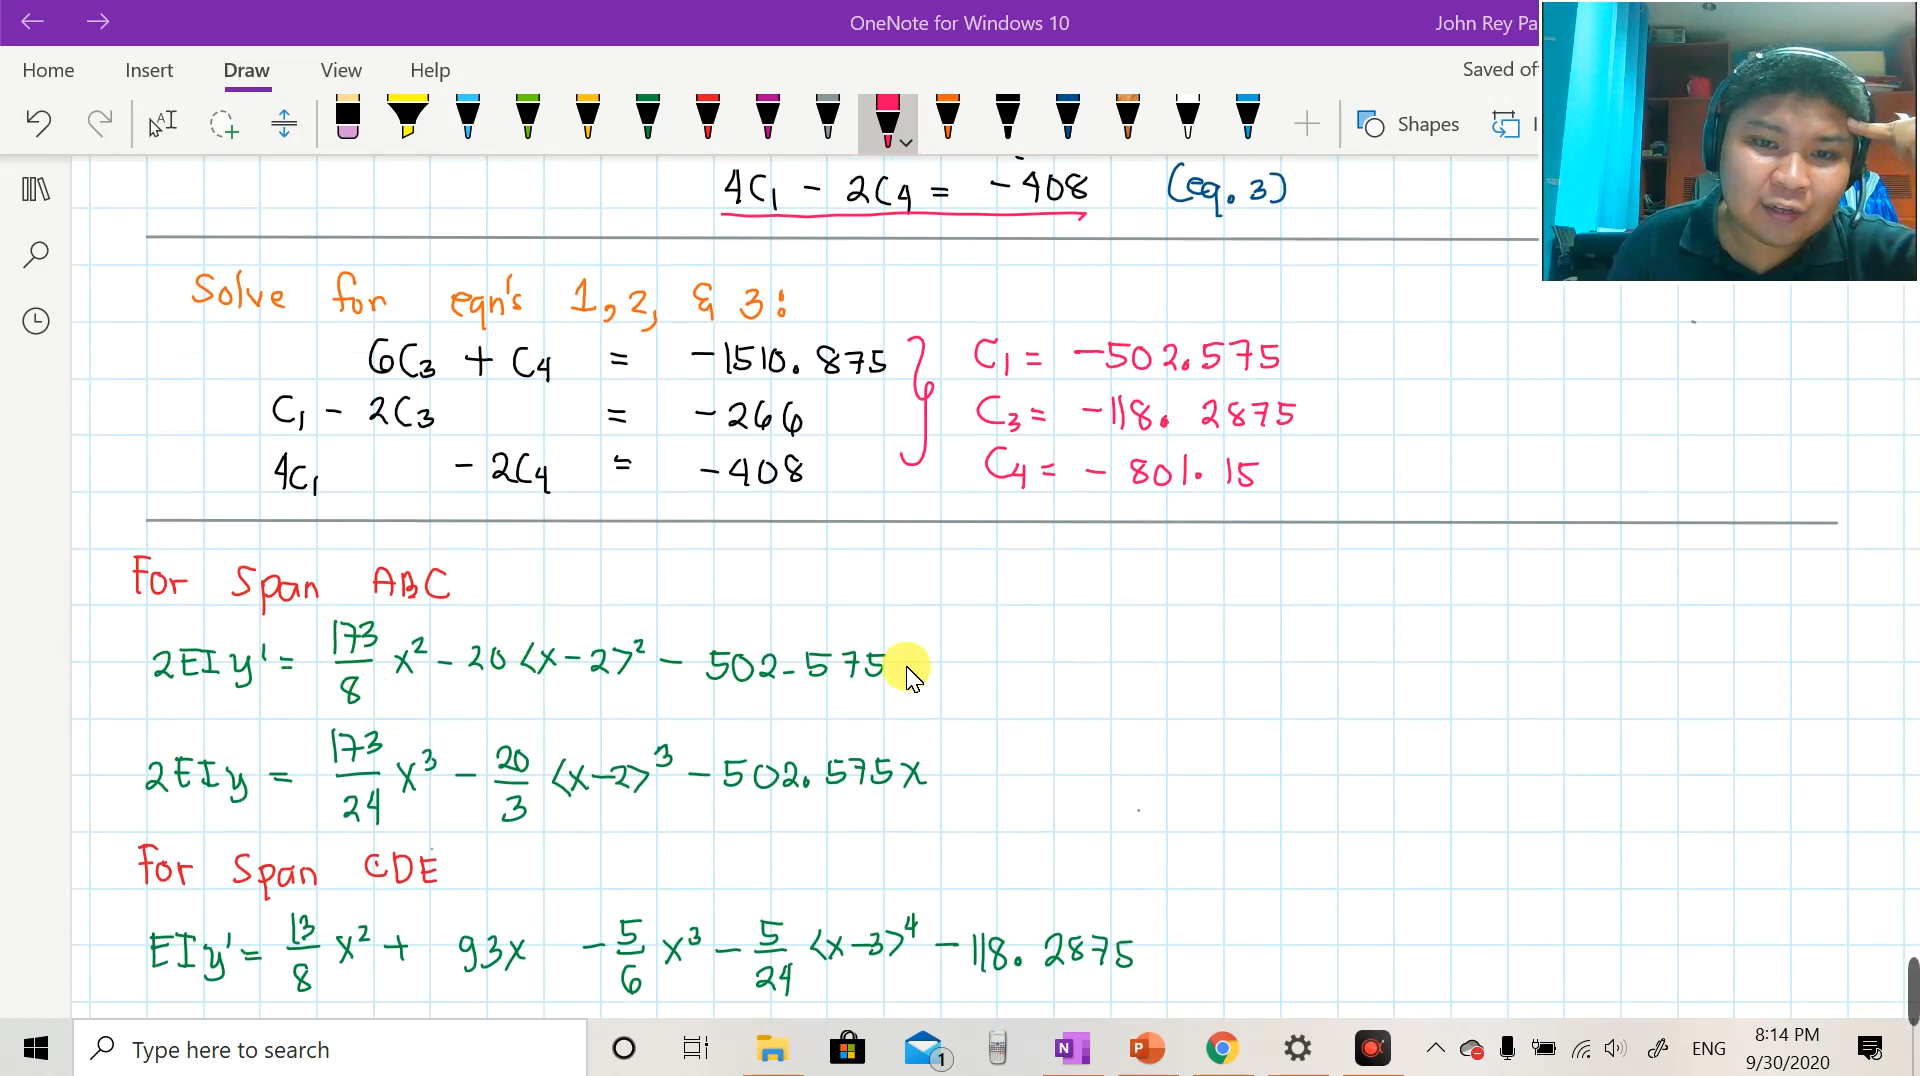 OneNote for Windows 10
John Rey Pa
Home Insert Draw View Help
Saved of
Shapes
4C₁ - 2C₄ = -408 (eq. 3)
Solve for eqn's 1, 2, & 3:
6C₃ + C₄ = -1510.875
C₁ - 2C₃ = -266
4C₁ - 2C₄ = -408
C₁ = -502.575
C₃ = -118.2875
C₄ = -801.15
For Span ABC
2EIy' = 173/8 x² - 20⟨x-2⟩² - 502.575
2EIy = 173/24 x³ - 20/3 ⟨x-2⟩³ - 502.575x
For Span CDE
EIy' = 13/8 x² + 93x - 5/6 x³ - 5/24 ⟨x-3⟩⁴ - 118.2875
Type here to search
1
ENG
8:14 PM
9/30/2020